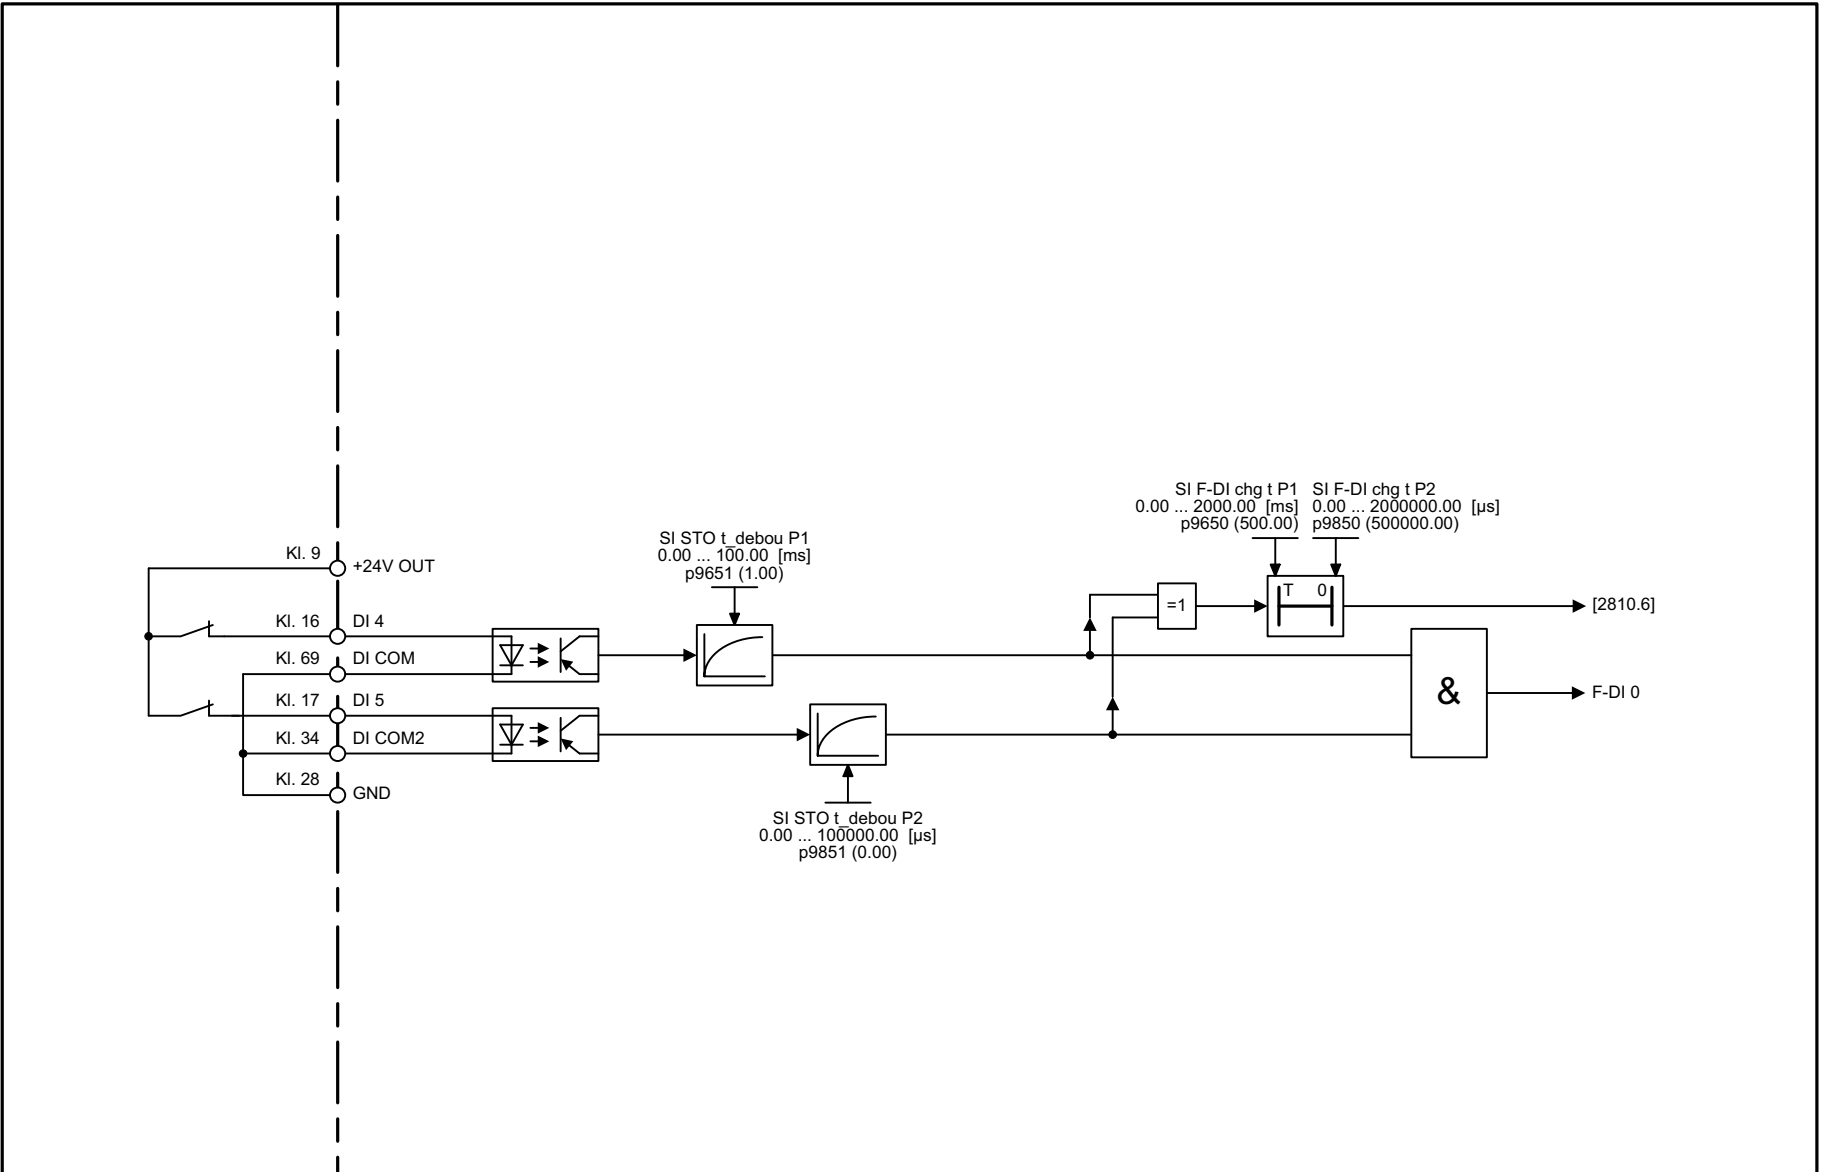 SI F-DI chg t P1
0.00 ... 2000.00 [ms]
p9650 (500.00)
SI F-DI chg t P2
0.00 ... 2000000.00 [µs]
p9850 (500000.00)
SI STO t_debou P1
0.00 ... 100.00 [ms]
p9651 (1.00)
Kl. 9
+24V OUT
T 0
=1
[2810.6]
Kl. 16
DI 4
Kl. 69
DI COM
Kl. 17
DI 5
&
F-DI 0
Kl. 34
DI COM2
Kl. 28
GND
SI STO t_debou P2
0.00 ... 100000.00 [µs]
p9851 (0.00)